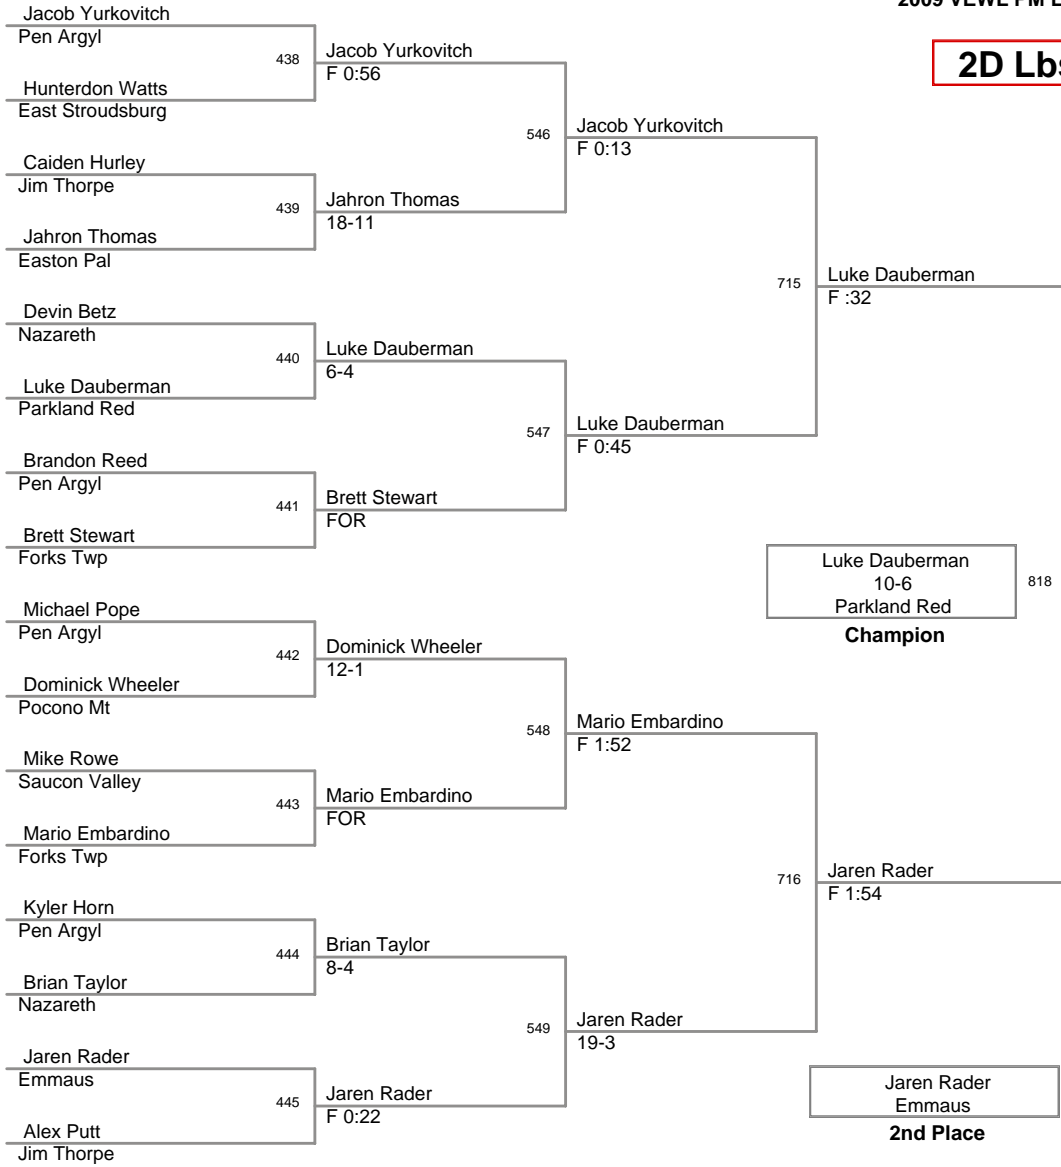 2009 VEWL PM
2D Lbs
Jacob Yurkovitch
Pen Argyl
438
Jacob Yurkovitch
F 0:56
Hunterdon Watts
East Stroudsburg
546
Jacob Yurkovitch
F 0:13
Caiden Hurley
Jim Thorpe
439
Jahron Thomas
18-11
Jahron Thomas
Easton Pal
715
Luke Dauberman
F :32
Devin Betz
Nazareth
440
Luke Dauberman
6-4
Luke Dauberman
Parkland Red
547
Luke Dauberman
F 0:45
Brandon Reed
Pen Argyl
441
Brett Stewart
FOR
Brett Stewart
Forks Twp
Luke Dauberman
10-6
Parkland Red
818
Champion
Michael Pope
Pen Argyl
442
Dominick Wheeler
12-1
Dominick Wheeler
Pocono Mt
548
Mario Embardino
F 1:52
Mike Rowe
Saucon Valley
443
Mario Embardino
FOR
Mario Embardino
Forks Twp
716
Jaren Rader
F 1:54
Kyler Horn
Pen Argyl
444
Brian Taylor
8-4
Brian Taylor
Nazareth
549
Jaren Rader
19-3
Jaren Rader
Emmaus
445
Jaren Rader
F 0:22
Alex Putt
Jim Thorpe
Jaren Rader
Emmaus
2nd Place